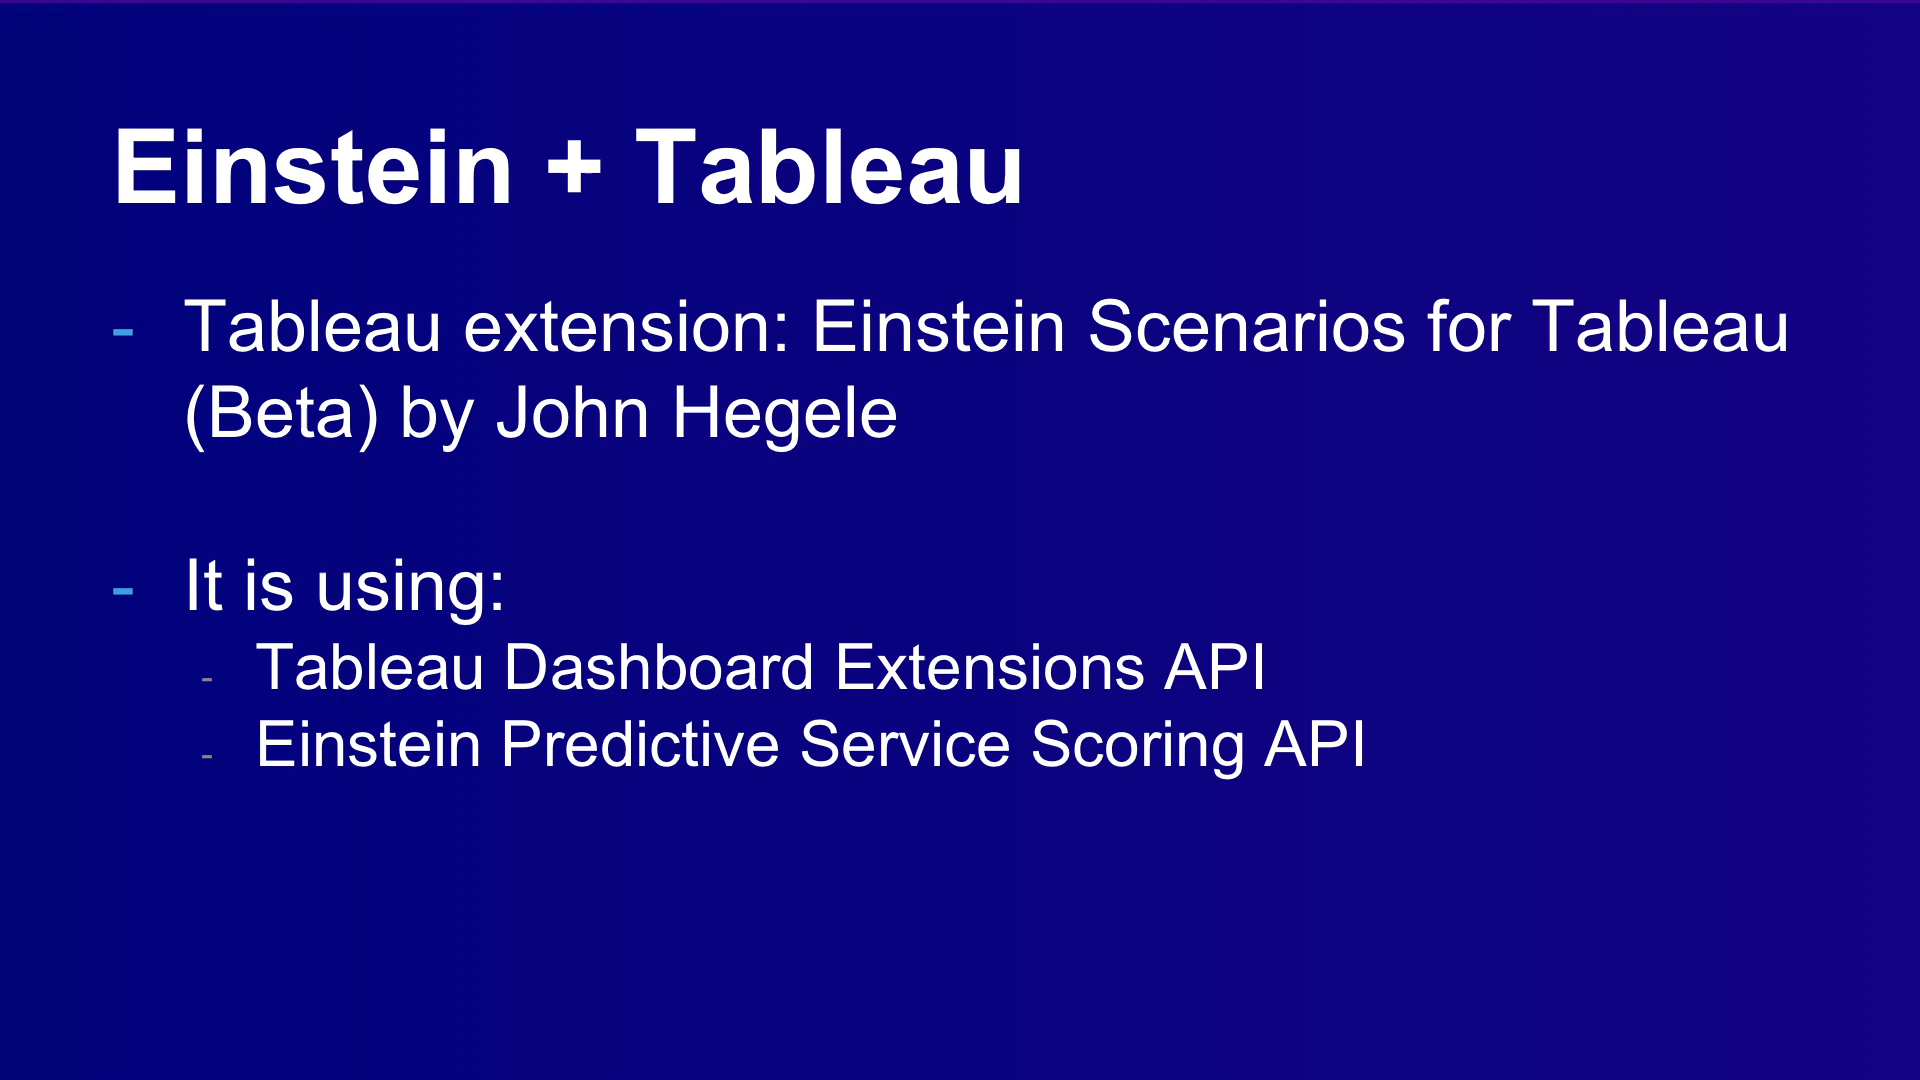 Einstein + Tableau
- Tableau extension: Einstein Scenarios for Tableau
(Beta) by John Hegele
- It is using:
- Tableau Dashboard Extensions API
- Einstein Predictive Service Scoring API